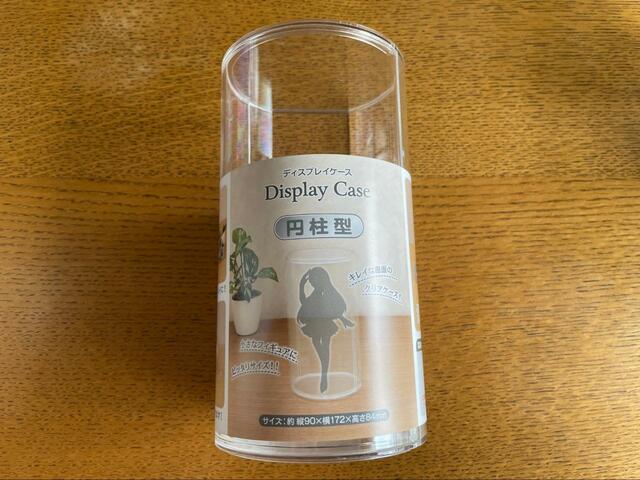 ディスプレイケース
Display Case
円柱型
キレイな曲面の
クリアケース!
小さなフィギュアに
ピッタリサイズ!!
サイズ:約 縦90×横172×高さ84mm